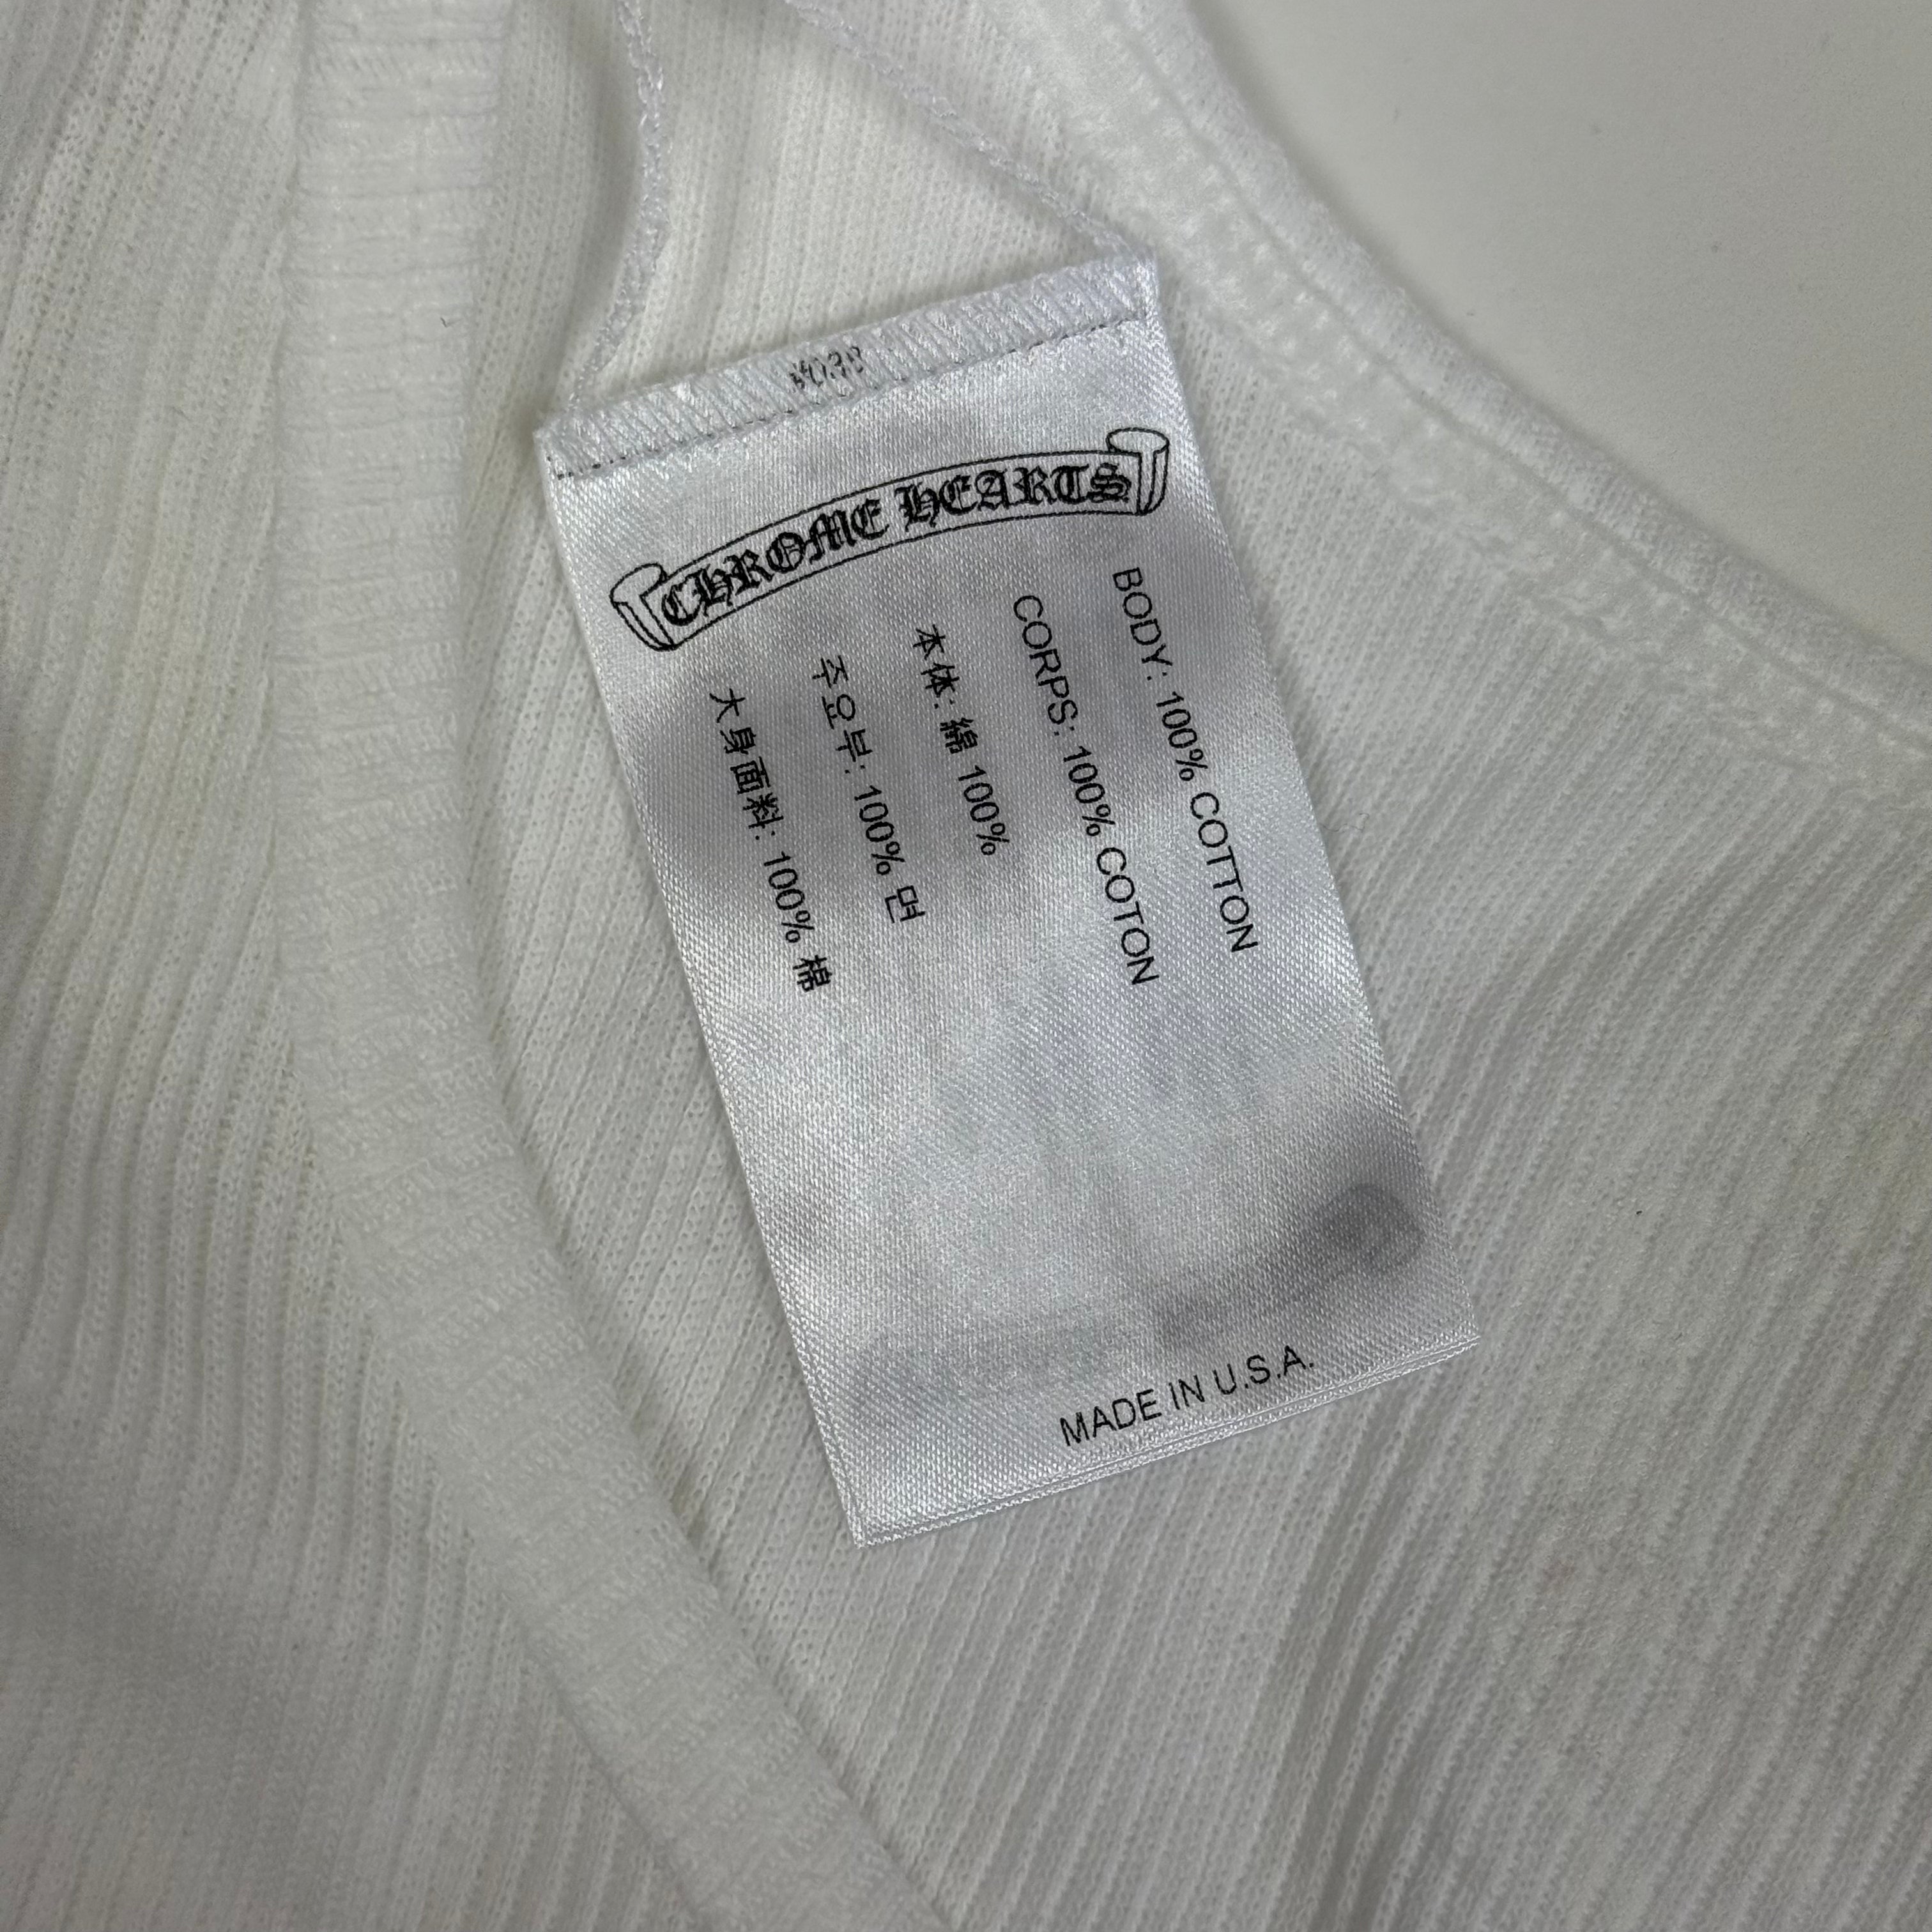 CHROME HEARTS
BODY: 100% COTTON
CORPS: 100% COTON
本体: 綿 100%
주요부: 100% 면
大身面料: 100% 棉
MADE IN U.S.A.